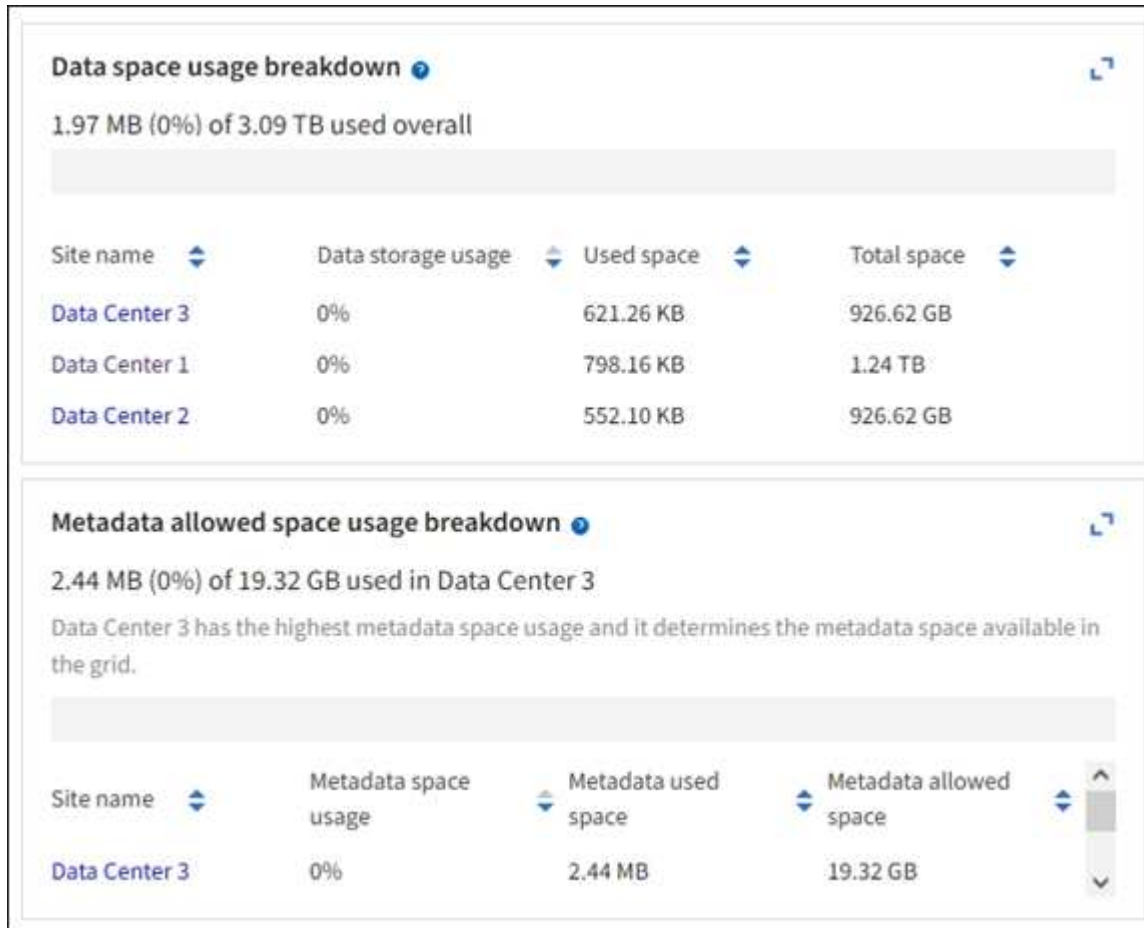 Data space usage breakdown ?
1.97 MB (0%) of 3.09 TB used overall
Site name Data storage usage Used space Total space
Data Center 3 0% 621.26 KB 926.62 GB
Data Center 1 0% 798.16 KB 1.24 TB
Data Center 2 0% 552.10 KB 926.62 GB
Metadata allowed space usage breakdown ?
2.44 MB (0%) of 19.32 GB used in Data Center 3
Data Center 3 has the highest metadata space usage and it determines the metadata space available in
the grid.
Site name Metadata space usage Metadata used space Metadata allowed space
Data Center 3 0% 2.44 MB 19.32 GB